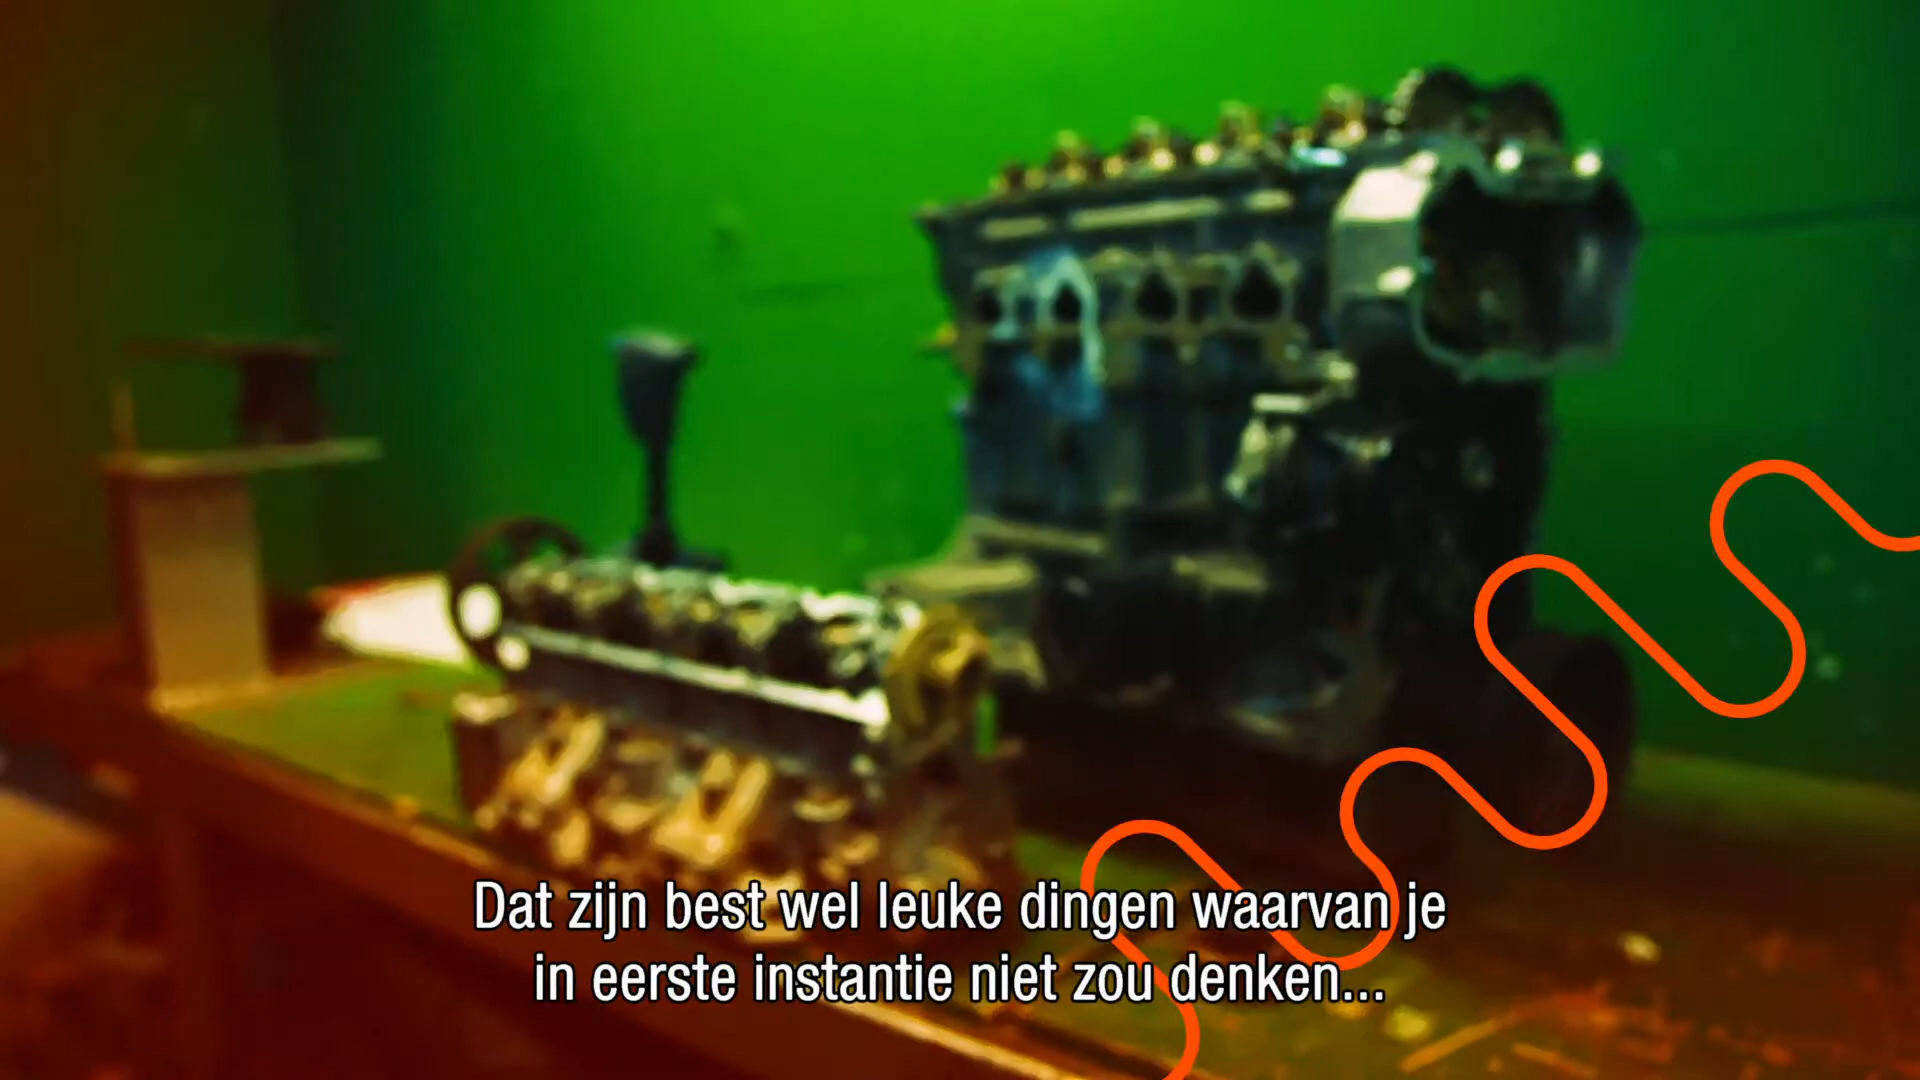 Dat zijn best wel leuke dingen waarvan je
in eerste instantie niet zou denken...